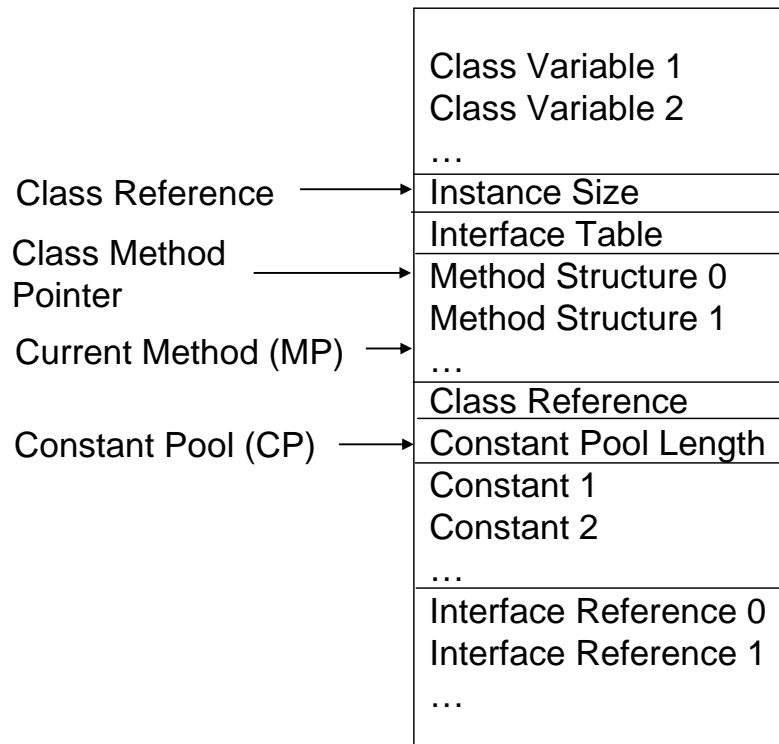 Class Variable 1
Class Variable 2
…
Class Reference
Instance Size
Interface Table
Class Method
Pointer
Method Structure 0
Method Structure 1
Current Method (MP)
…
Class Reference
Constant Pool (CP)
Constant Pool Length
Constant 1
Constant 2
…
Interface Reference 0
Interface Reference 1
…